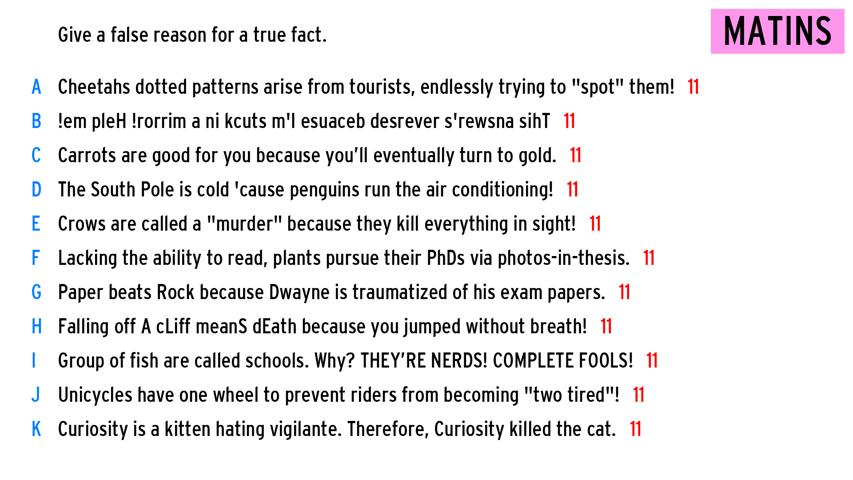 MATINS
Give a false reason for a true fact.
A Cheetahs dotted patterns arise from tourists, endlessly trying to "spot" them! 11
B !em pleH !rorrim a ni kcuts m'I esuaceb desrever s'rewsna sihT 11
C Carrots are good for you because you’ll eventually turn to gold. 11
D The South Pole is cold 'cause penguins run the air conditioning! 11
E Crows are called a "murder" because they kill everything in sight! 11
F Lacking the ability to read, plants pursue their PhDs via photos-in-thesis. 11
G Paper beats Rock because Dwayne is traumatized of his exam papers. 11
H Falling off A cLiff meanS dEath because you jumped without breath! 11
I Group of fish are called schools. Why? THEY’RE NERDS! COMPLETE FOOLS! 11
J Unicycles have one wheel to prevent riders from becoming "two tired"! 11
K Curiosity is a kitten hating vigilante. Therefore, Curiosity killed the cat. 11